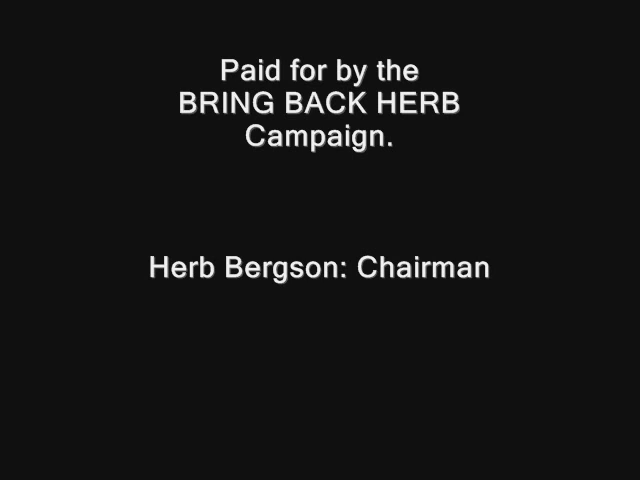 Paid for by the
BRING BACK HERB
Campaign.
Herb Bergson: Chairman